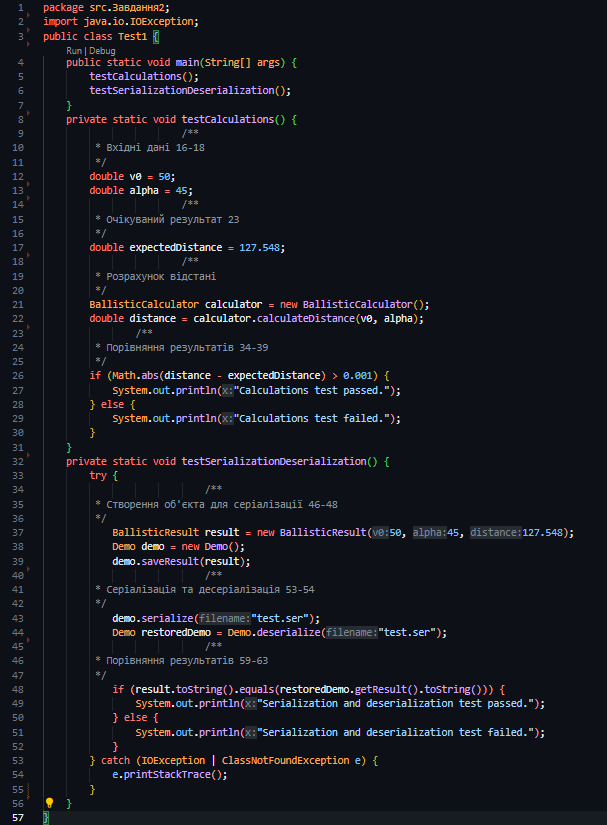 1 package src.Завдання2;
2 import java.io.IOException;
3 public class Test1 {
Run | Debug
4 public static void main(String[] args) {
5 testCalculations();
6 testSerializationDeserialization();
7 }
8 private static void testCalculations() {
9 /**
10 * Вхідні дані 16-18
11 */
12 double v0 = 50;
13 double alpha = 45;
14 /**
15 * Очікуваний результат 23
16 */
17 double expectedDistance = 127.548;
18 /**
19 * Розрахунок відстані
20 */
21 BallisticCalculator calculator = new BallisticCalculator();
22 double distance = calculator.calculateDistance(v0, alpha);
23 /**
24 * Порівняння результатів 34-39
25 */
26 if (Math.abs(distance - expectedDistance) > 0.001) {
27 System.out.println(x:"Calculations test passed.");
28 } else {
29 System.out.println(x:"Calculations test failed.");
30 }
31 }
32 private static void testSerializationDeserialization() {
33 try {
34 /**
35 * Створення об'єкта для серіалізації 46-48
36 */
37 BallisticResult result = new BallisticResult(v0:50, alpha:45, distance:127.548);
38 Demo demo = new Demo();
39 demo.saveResult(result);
40 /**
41 * Серіалізація та десеріалізація 53-54
42 */
43 demo.serialize(filename:"test.ser");
44 Demo restoredDemo = Demo.deserialize(filename:"test.ser");
45 /**
46 * Порівняння результатів 59-63
47 */
48 if (result.toString().equals(restoredDemo.getResult().toString())) {
49 System.out.println(x:"Serialization and deserialization test passed.");
50 } else {
51 System.out.println(x:"Serialization and deserialization test failed.");
52 }
53 } catch (IOException | ClassNotFoundException e) {
54 e.printStackTrace();
55 }
56 }
57 }